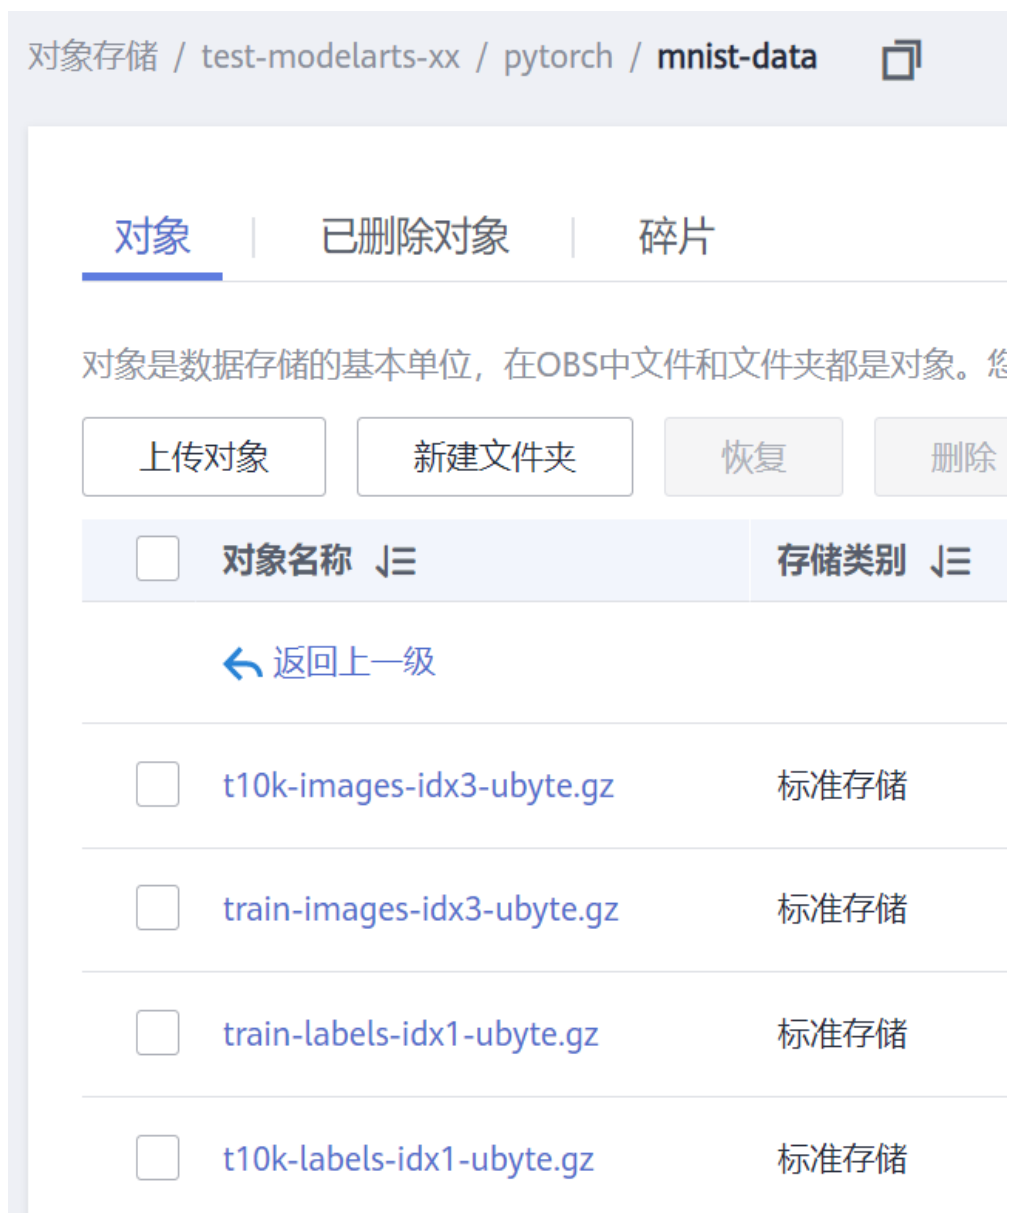 对象存储 / test-modelarts-xx / pytorch / mnist-data
对象 已删除对象 碎片
对象是数据存储的基本单位，在OBS中文件和文件夹都是对象。您
上传对象 新建文件夹 恢复 删除
对象名称 存储类别
返回上一级
t10k-images-idx3-ubyte.gz 标准存储
train-images-idx3-ubyte.gz 标准存储
train-labels-idx1-ubyte.gz 标准存储
t10k-labels-idx1-ubyte.gz 标准存储